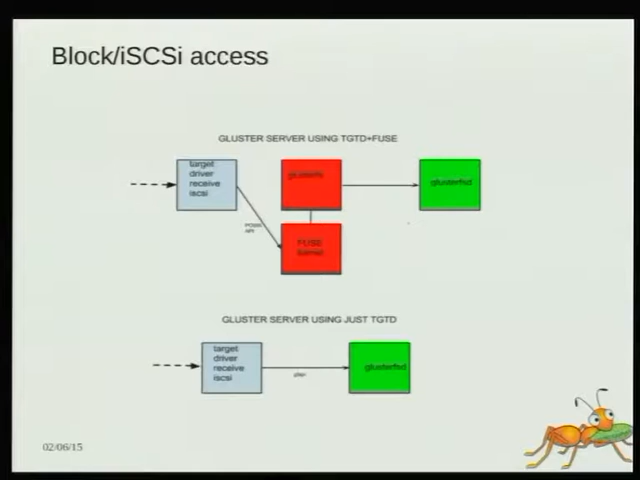 Block/iSCSi access
GLUSTER SERVER USING TGTD+FUSE
target
driver
receive
iscsi
glusterfs
glusterfsd
POSIX
API
FUSE
kernel
GLUSTER SERVER USING JUST TGTD
target
driver
receive
iscsi
glusterfsd
02/06/15